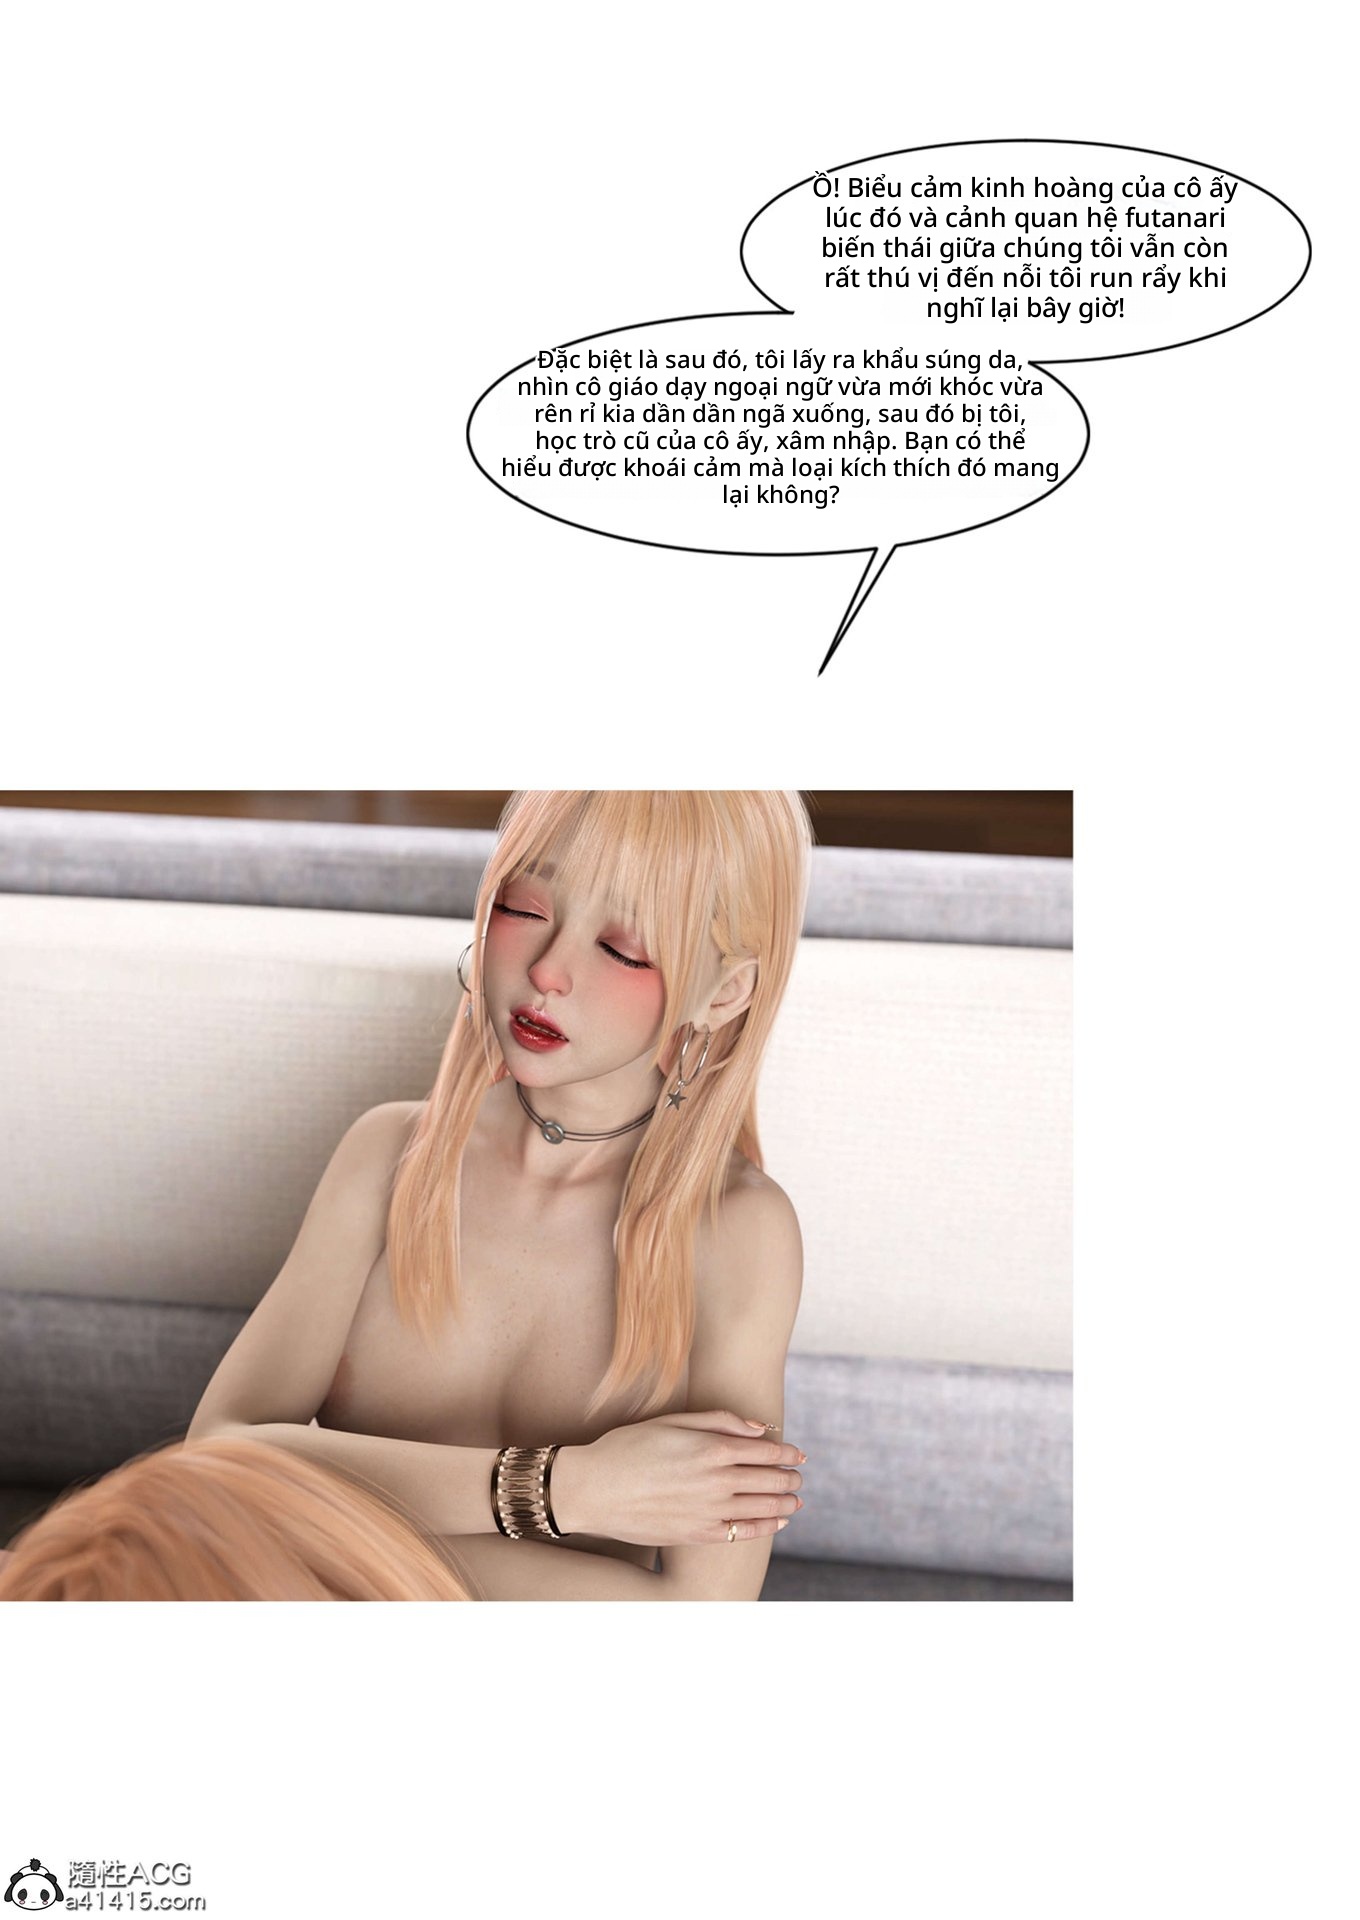 Ồ! Biểu cảm kinh hoàng của cô ấy
lúc đó và cảnh quan hệ futanari
biến thái giữa chúng tôi vẫn còn
rất thú vị đến nỗi tôi run rẩy khi
nghĩ lại bây giờ!
Đặc biệt là sau đó, tôi lấy ra khẩu súng da,
nhìn cô giáo dạy ngoại ngữ vừa mới khóc vừa
rên rỉ kia dần dần ngã xuống, sau đó bị tôi,
học trò cũ của cô ấy, xâm nhập. Bạn có thể
hiểu được khoái cảm mà loại kích thích đó mang
lại không?
隨性ACG
a41415.com